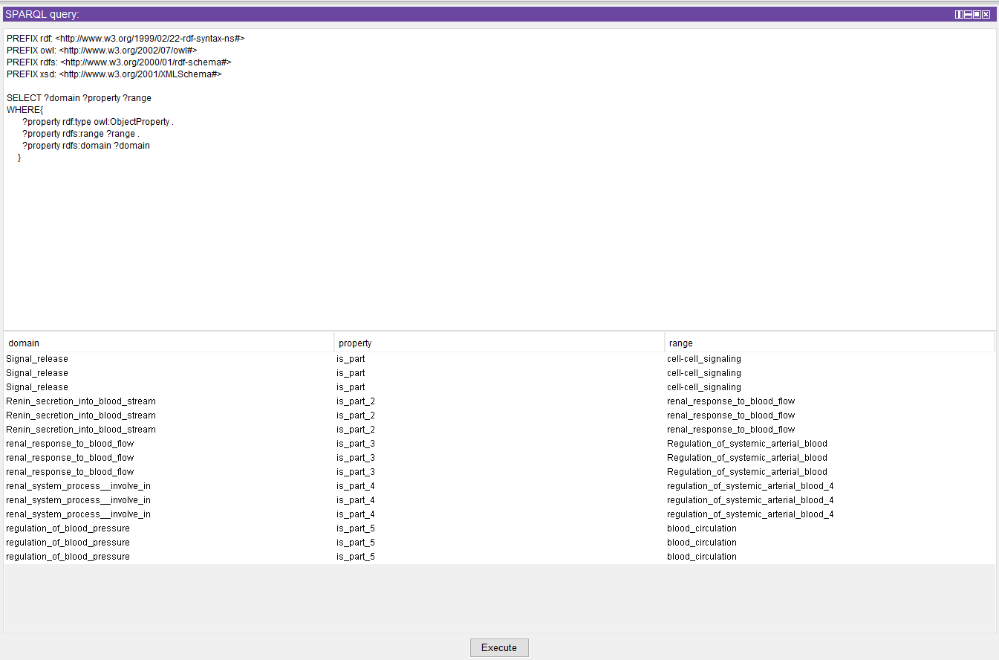 SPARQL query:
PREFIX rdf: <http://www.w3.org/1999/02/22-rdf-syntax-ns#>
PREFIX owl: <http://www.w3.org/2002/07/owl#>
PREFIX rdfs: <http://www.w3.org/2000/01/rdf-schema#>
PREFIX xsd: <http://www.w3.org/2001/XMLSchema#>
SELECT ?domain ?property ?range
WHERE{
?property rdf:type owl:ObjectProperty .
?property rdfs:range ?range .
?property rdfs:domain ?domain
}
domain property range
Signal_release is_part cell-cell_signaling
Signal_release is_part cell-cell_signaling
Signal_release is_part cell-cell_signaling
Renin_secretion_into_blood_stream is_part_2 renal_response_to_blood_flow
Renin_secretion_into_blood_stream is_part_2 renal_response_to_blood_flow
Renin_secretion_into_blood_stream is_part_2 renal_response_to_blood_flow
renal_response_to_blood_flow is_part_3 Regulation_of_systemic_arterial_blood
renal_response_to_blood_flow is_part_3 Regulation_of_systemic_arterial_blood
renal_response_to_blood_flow is_part_3 Regulation_of_systemic_arterial_blood
renal_system_process__involve_in is_part_4 regulation_of_systemic_arterial_blood_4
renal_system_process__involve_in is_part_4 regulation_of_systemic_arterial_blood_4
renal_system_process__involve_in is_part_4 regulation_of_systemic_arterial_blood_4
regulation_of_blood_pressure is_part_5 blood_circulation
regulation_of_blood_pressure is_part_5 blood_circulation
regulation_of_blood_pressure is_part_5 blood_circulation
Execute